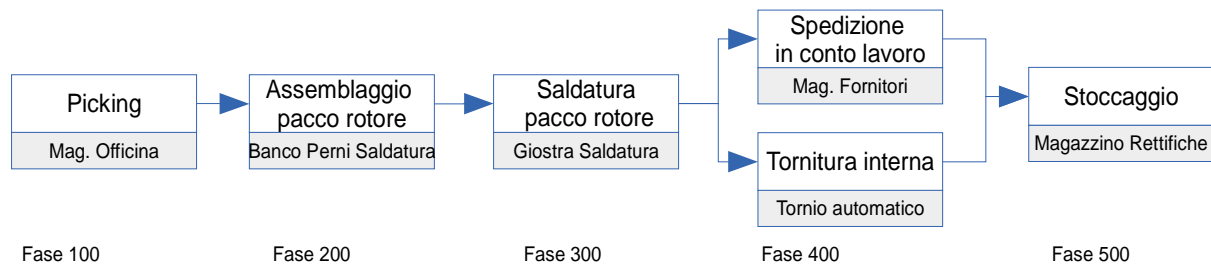 Picking
Mag. Officina
Assemblaggio
pacco rotore
Banco Perni Saldatura
Saldatura
pacco rotore
Giostra Saldatura
Spedizione
in conto lavoro
Mag. Fornitori
Tornitura interna
Tornio automatico
Stoccaggio
Magazzino Rettifiche
Fase 100
Fase 200
Fase 300
Fase 400
Fase 500